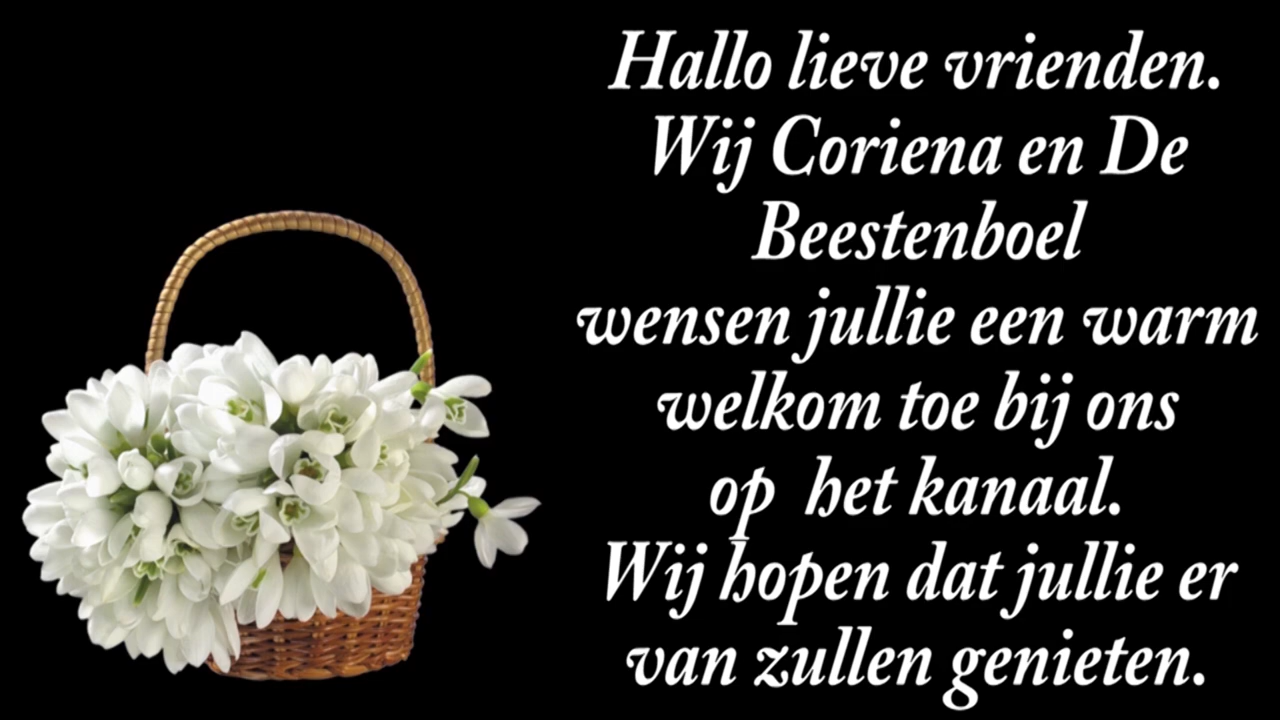 Hallo lieve vrienden.
Wij Coriena en De
Beestenboel
wensen jullie een warm
welkom toe bij ons
op het kanaal.
Wij hopen dat jullie er
van zullen genieten.